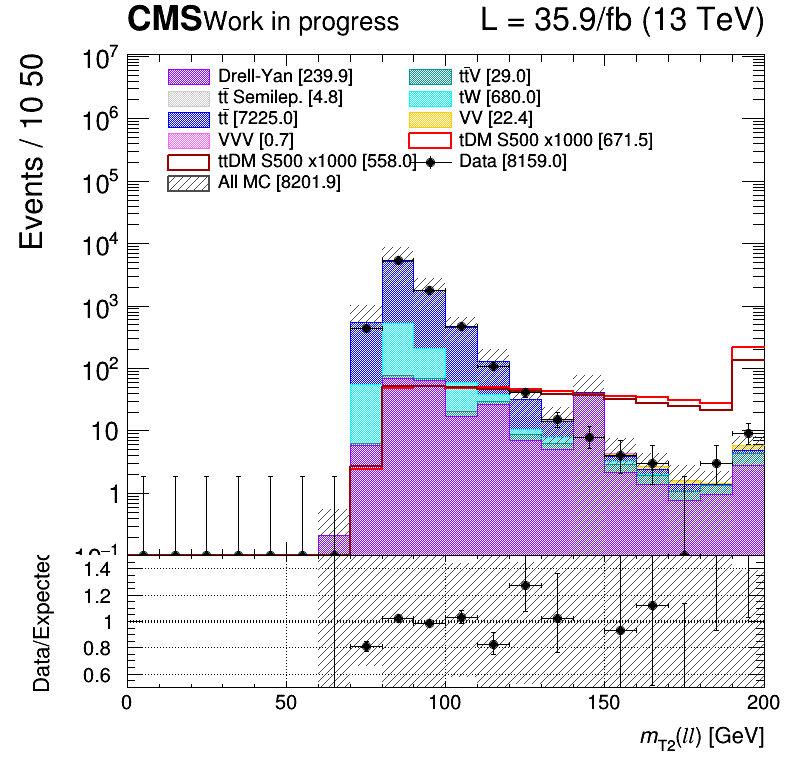 CMS Work in progress L = 35.9/fb (13 TeV)
Events / 10 50
10⁷
10⁶
10⁵
10⁴
10³
10²
10
1
10⁻¹
Drell-Yan [239.9]
tt̄ Semilep. [4.8]
tt̄ [7225.0]
VVV [0.7]
ttDM S500 x1000 [558.0]
All MC [8201.9]
tt̄V [29.0]
tW [680.0]
VV [22.4]
tDM S500 x1000 [671.5]
Data [8159.0]
Data/Expected
1.4
1.2
1
0.8
0.6
0 50 100 150 200
m_T2(ll) [GeV]